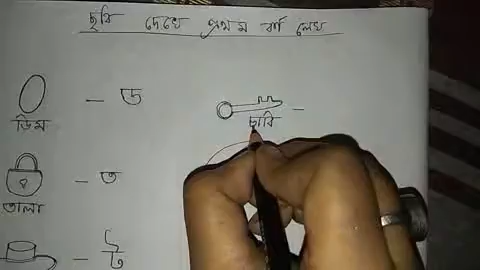 ছবি দেখে প্রথম বর্ণ লেখ
ডিম – ড
চাবি –
তালা – ত
– ট